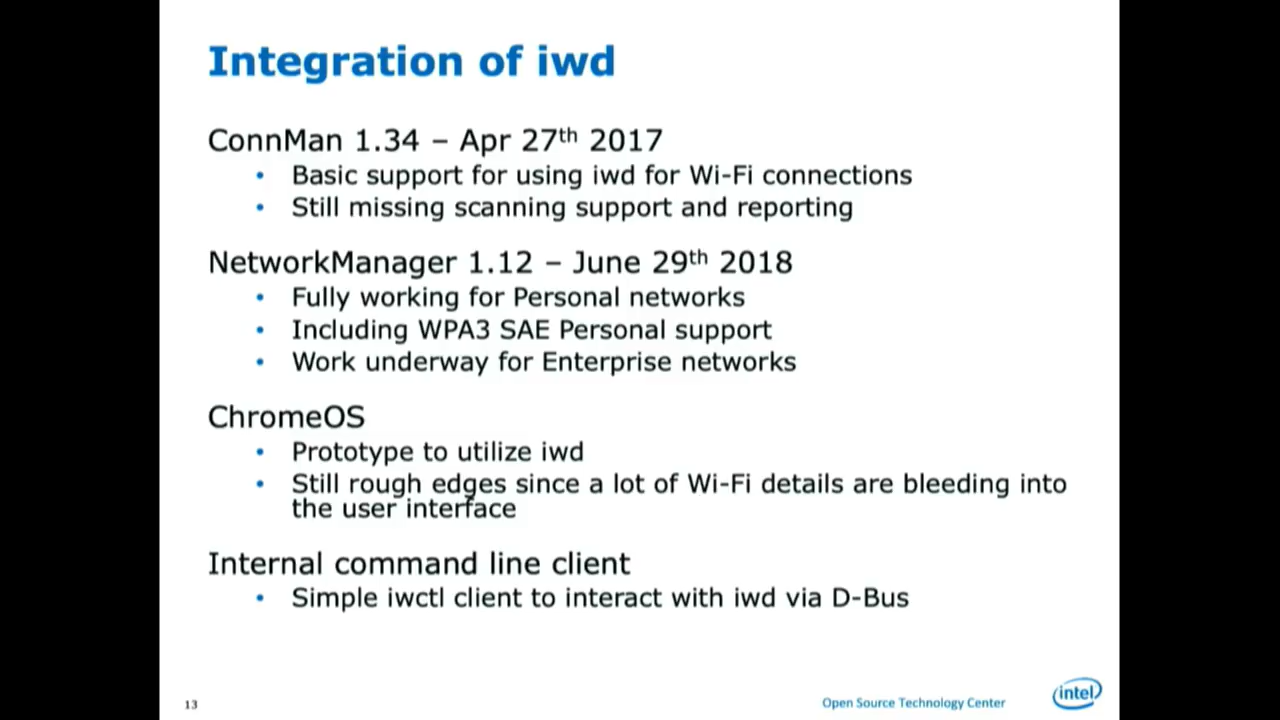 Integration of iwd
ConnMan 1.34 – Apr 27th 2017
• Basic support for using iwd for Wi-Fi connections
• Still missing scanning support and reporting
NetworkManager 1.12 – June 29th 2018
• Fully working for Personal networks
• Including WPA3 SAE Personal support
• Work underway for Enterprise networks
ChromeOS
• Prototype to utilize iwd
• Still rough edges since a lot of Wi-Fi details are bleeding into
the user interface
Internal command line client
• Simple iwctl client to interact with iwd via D-Bus
13
Open Source Technology Center
intel